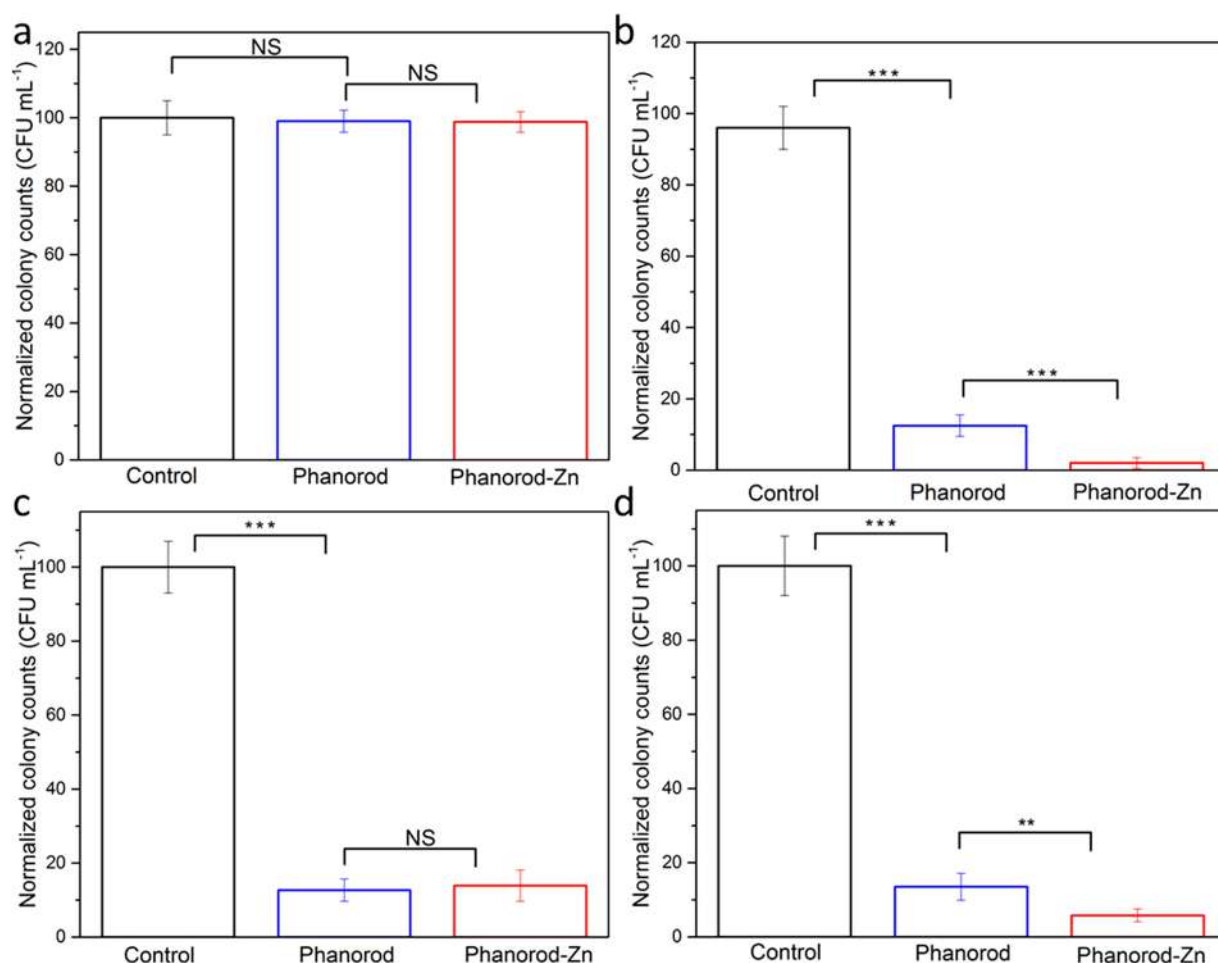 a
NS
NS
120
100
80
60
40
20
0
Normalized colony counts (CFU mL⁻¹)
Control
Phanorod
Phanorod-Zn
b
***
***
120
100
80
60
40
20
0
Normalized colony counts (CFU mL⁻¹)
Control
Phanorod
Phanorod-Zn
c
***
NS
100
80
60
40
20
0
Normalized colony counts (CFU mL⁻¹)
Control
Phanorod
Phanorod-Zn
d
***
**
100
80
60
40
20
0
Normalized colony counts (CFU mL⁻¹)
Control
Phanorod
Phanorod-Zn